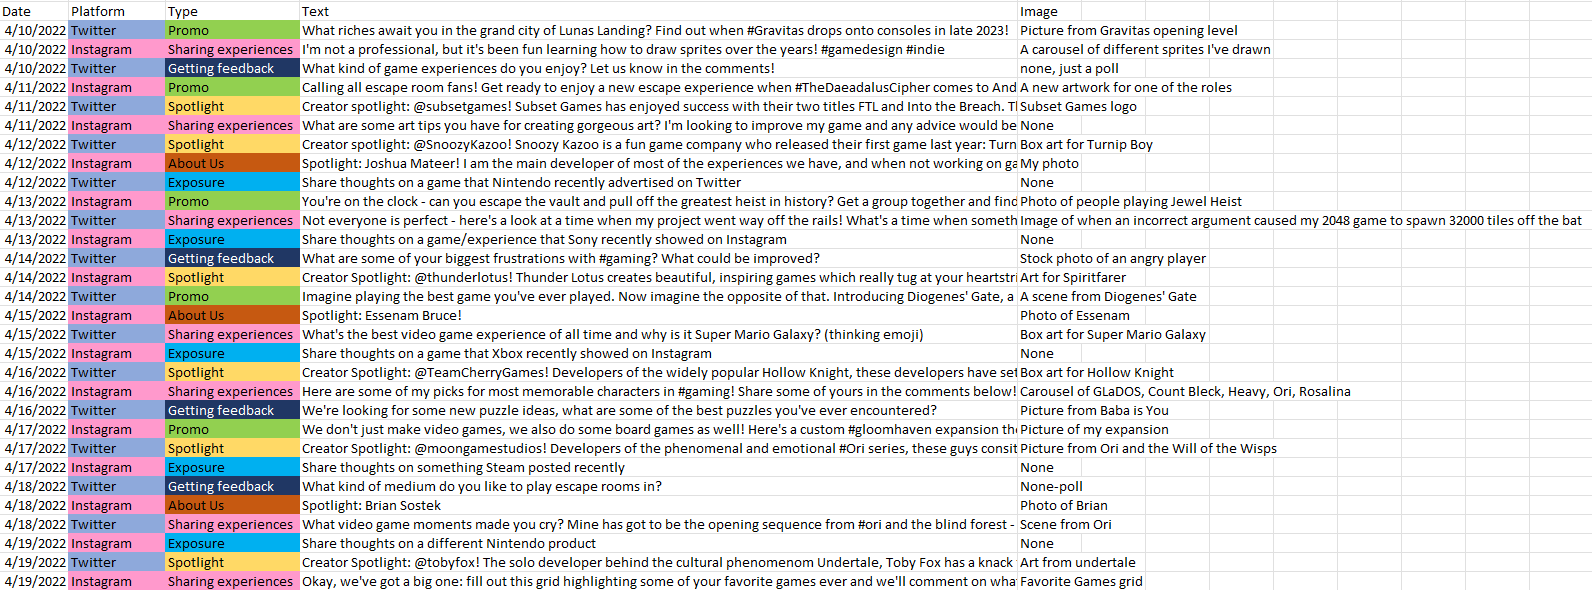 Date Platform Type Text Image
4/10/2022 Twitter Promo What riches await you in the grand city of Lunas Landing? Find out when #Gravitas drops onto consoles in late 2023! Picture from Gravitas opening level
4/10/2022 Instagram Sharing experiences I'm not a professional, but it's been fun learning how to draw sprites over the years! #gamedesign #indie A carousel of different sprites I've drawn
4/10/2022 Twitter Getting feedback What kind of game experiences do you enjoy? Let us know in the comments! none, just a poll
4/11/2022 Instagram Promo Calling all escape room fans! Get ready to enjoy a new escape experience when #TheDaeadalusCipher comes to And A new artwork for one of the roles
4/11/2022 Twitter Spotlight Creator spotlight: @subsetgames! Subset Games has enjoyed success with their two titles FTL and Into the Breach. Tl Subset Games logo
4/11/2022 Instagram Sharing experiences What are some art tips you have for creating gorgeous art? I'm looking to improve my game and any advice would be None
4/12/2022 Twitter Spotlight Creator spotlight: @SnoozyKazoo! Snoozy Kazoo is a fun game company who released their first game last year: Turn Box art for Turnip Boy
4/12/2022 Instagram About Us Spotlight: Joshua Mateer! I am the main developer of most of the experiences we have, and when not working on ga My photo
4/12/2022 Twitter Exposure Share thoughts on a game that Nintendo recently advertised on Twitter None
4/13/2022 Instagram Promo You're on the clock - can you escape the vault and pull off the greatest heist in history? Get a group together and find Photo of people playing Jewel Heist
4/13/2022 Twitter Sharing experiences Not everyone is perfect - here's a look at a time when my project went way off the rails! What's a time when someth Image of when an incorrect argument caused my 2048 game to spawn 32000 tiles off the bat
4/13/2022 Instagram Exposure Share thoughts on a game/experience that Sony recently showed on Instagram None
4/14/2022 Twitter Getting feedback What are some of your biggest frustrations with #gaming? What could be improved? Stock photo of an angry player
4/14/2022 Instagram Spotlight Creator Spotlight: @thunderlotus! Thunder Lotus creates beautiful, inspiring games which really tug at your heartstri Art for Spiritfarer
4/14/2022 Twitter Promo Imagine playing the best game you've ever played. Now imagine the opposite of that. Introducing Diogenes' Gate, a A scene from Diogenes' Gate
4/15/2022 Instagram About Us Spotlight: Essenam Bruce! Photo of Essenam
4/15/2022 Twitter Sharing experiences What's the best video game experience of all time and why is it Super Mario Galaxy? (thinking emoji) Box art for Super Mario Galaxy
4/15/2022 Instagram Exposure Share thoughts on a game that Xbox recently showed on Instagram None
4/16/2022 Twitter Spotlight Creator Spotlight: @TeamCherryGames! Developers of the widely popular Hollow Knight, these developers have set Box art for Hollow Knight
4/16/2022 Instagram Sharing experiences Here are some of my picks for most memorable characters in #gaming! Share some of yours in the comments below! Carousel of GLaDOS, Count Bleck, Heavy, Ori, Rosalina
4/16/2022 Twitter Getting feedback We're looking for some new puzzle ideas, what are some of the best puzzles you've ever encountered? Picture from Baba is You
4/17/2022 Instagram Promo We don't just make video games, we also do some board games as well! Here's a custom #gloomhaven expansion the Picture of my expansion
4/17/2022 Twitter Spotlight Creator Spotlight: @moongamestudios! Developers of the phenomenal and emotional #Ori series, these guys consit Picture from Ori and the Will of the Wisps
4/17/2022 Instagram Exposure Share thoughts on something Steam posted recently None
4/18/2022 Twitter Getting feedback What kind of medium do you like to play escape rooms in? None-poll
4/18/2022 Instagram About Us Spotlight: Brian Sostek Photo of Brian
4/18/2022 Twitter Sharing experiences What video game moments made you cry? Mine has got to be the opening sequence from #ori and the blind forest - Scene from Ori
4/19/2022 Instagram Exposure Share thoughts on a different Nintendo product None
4/19/2022 Twitter Spotlight Creator Spotlight: @tobyfox! The solo developer behind the cultural phenomenom Undertale, Toby Fox has a knack Art from undertale
4/19/2022 Instagram Sharing experiences Okay, we've got a big one: fill out this grid highlighting some of your favorite games ever and we'll comment on wha Favorite Games grid